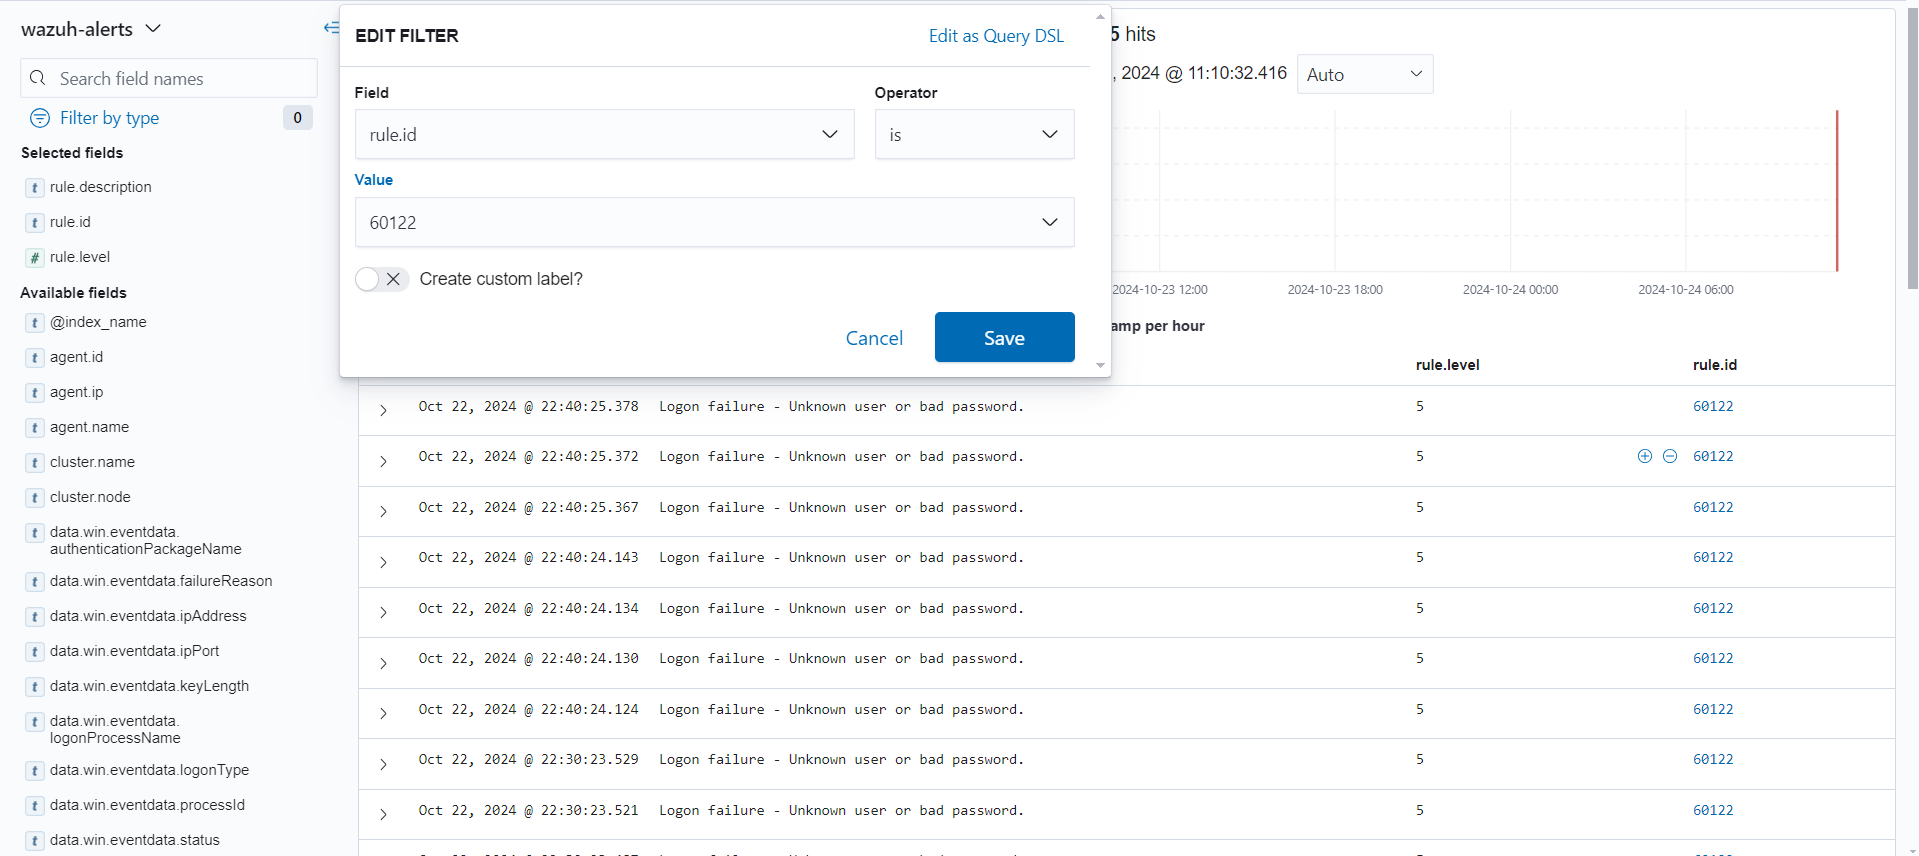 wazuh-alerts
Search field names
Filter by type
0
Selected fields
t rule.description
t rule.id
# rule.level
Available fields
t @index_name
t agent.id
t agent.ip
t agent.name
t cluster.name
t cluster.node
t data.win.eventdata.
authenticationPackageName
t data.win.eventdata.failureReason
t data.win.eventdata.ipAddress
t data.win.eventdata.ipPort
t data.win.eventdata.keyLength
t data.win.eventdata.
logonProcessName
t data.win.eventdata.logonType
t data.win.eventdata.processId
t data.win.eventdata.status
EDIT FILTER
Edit as Query DSL
Field
Operator
rule.id
is
Value
60122
Create custom label?
Cancel
Save
5 hits
, 2024 @ 11:10:32.416
Auto
2024-10-23 12:00
2024-10-23 18:00
2024-10-24 00:00
2024-10-24 06:00
amp per hour
rule.level
rule.id
Oct 22, 2024 @ 22:40:25.378 Logon failure - Unknown user or bad password. 5 60122
Oct 22, 2024 @ 22:40:25.372 Logon failure - Unknown user or bad password. 5 60122
Oct 22, 2024 @ 22:40:25.367 Logon failure - Unknown user or bad password. 5 60122
Oct 22, 2024 @ 22:40:24.143 Logon failure - Unknown user or bad password. 5 60122
Oct 22, 2024 @ 22:40:24.134 Logon failure - Unknown user or bad password. 5 60122
Oct 22, 2024 @ 22:40:24.130 Logon failure - Unknown user or bad password. 5 60122
Oct 22, 2024 @ 22:40:24.124 Logon failure - Unknown user or bad password. 5 60122
Oct 22, 2024 @ 22:30:23.529 Logon failure - Unknown user or bad password. 5 60122
Oct 22, 2024 @ 22:30:23.521 Logon failure - Unknown user or bad password. 5 60122